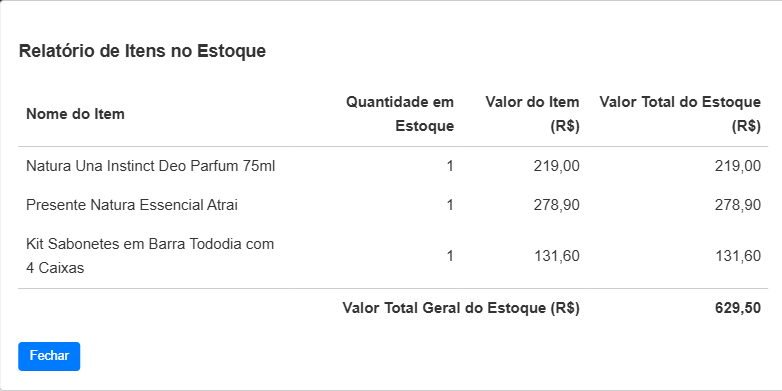 Relatório de Itens no Estoque
Nome do Item Quantidade em Estoque Valor do Item (R$) Valor Total do Estoque (R$)
Natura Una Instinct Deo Parfum 75ml 1 219,00 219,00
Presente Natura Essencial Atrai 1 278,90 278,90
Kit Sabonetes em Barra Tododia com 4 Caixas 1 131,60 131,60
Valor Total Geral do Estoque (R$) 629,50
Fechar